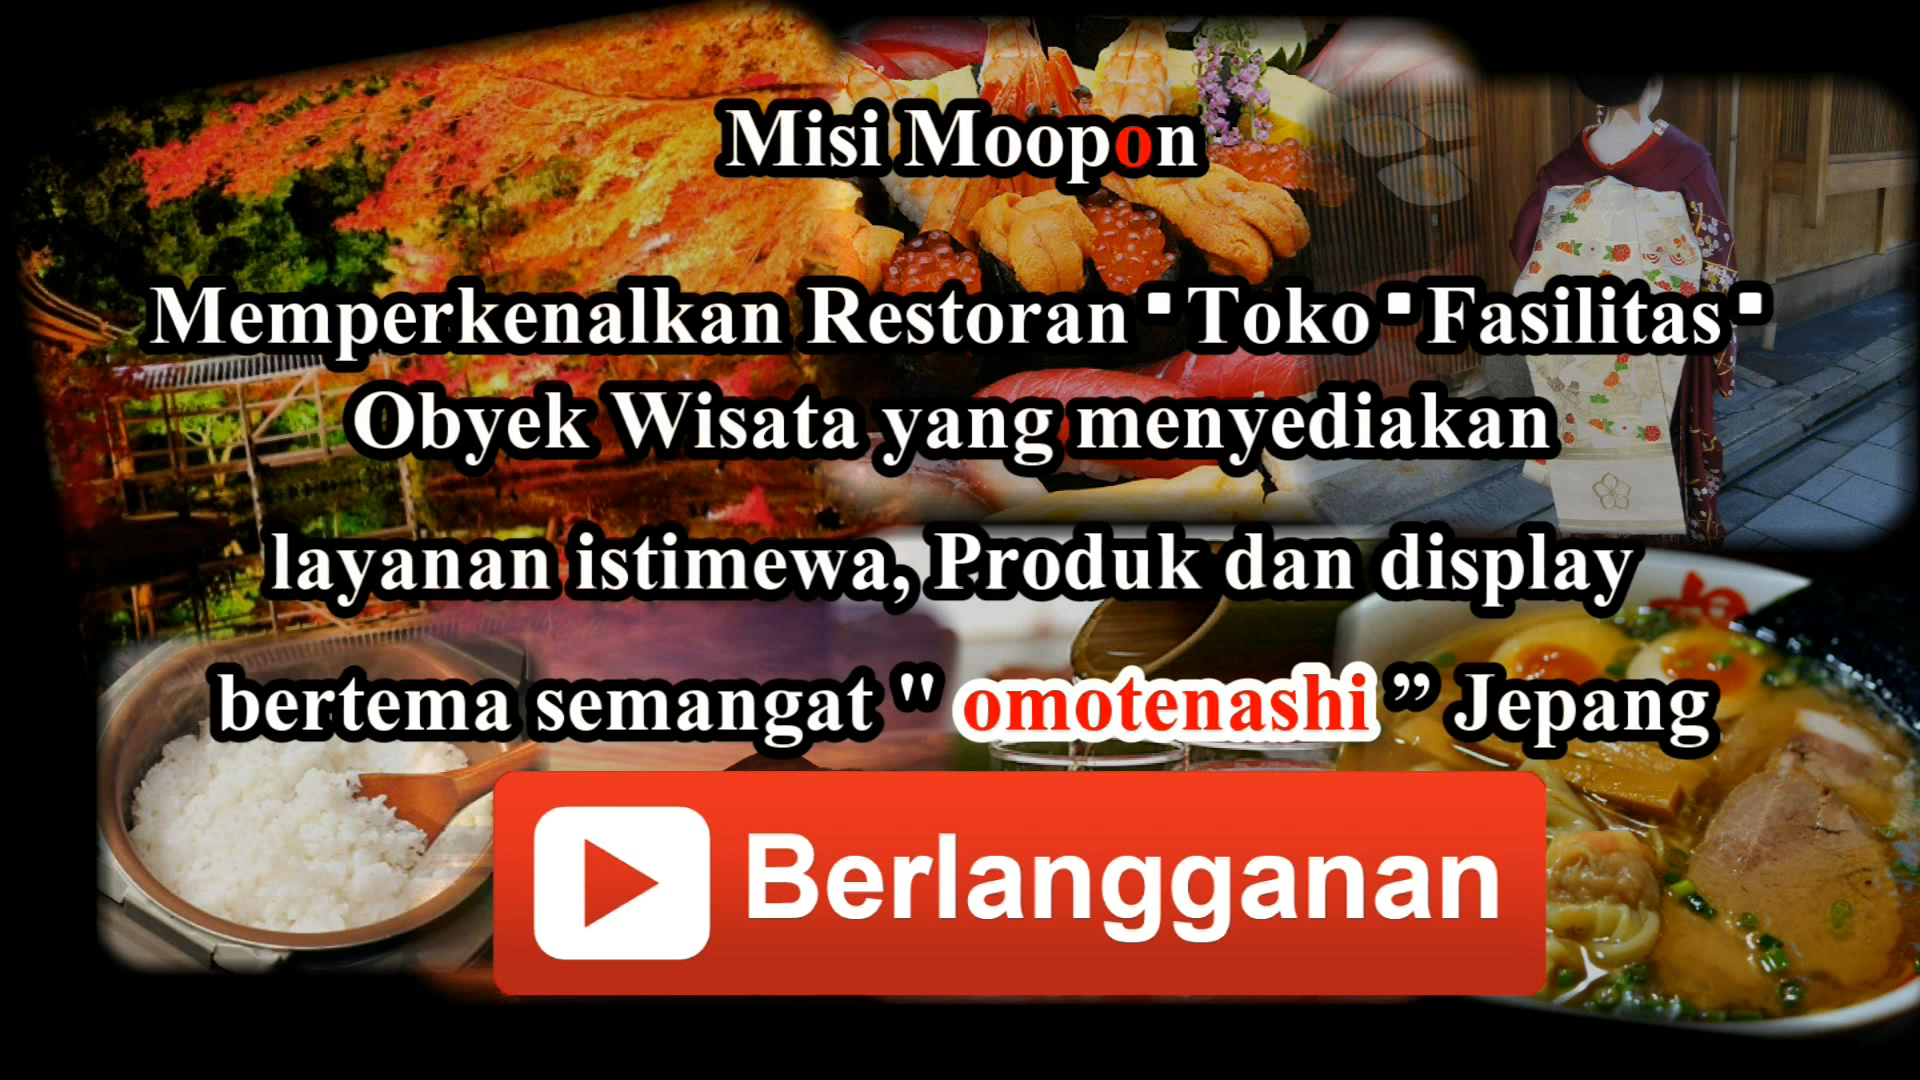 Misi Moopon
Memperkenalkan Restoran･Toko･Fasilitas･
Obyek Wisata yang menyediakan
layanan istimewa, Produk dan display
bertema semangat " omotenashi ” Jepang
Berlangganan